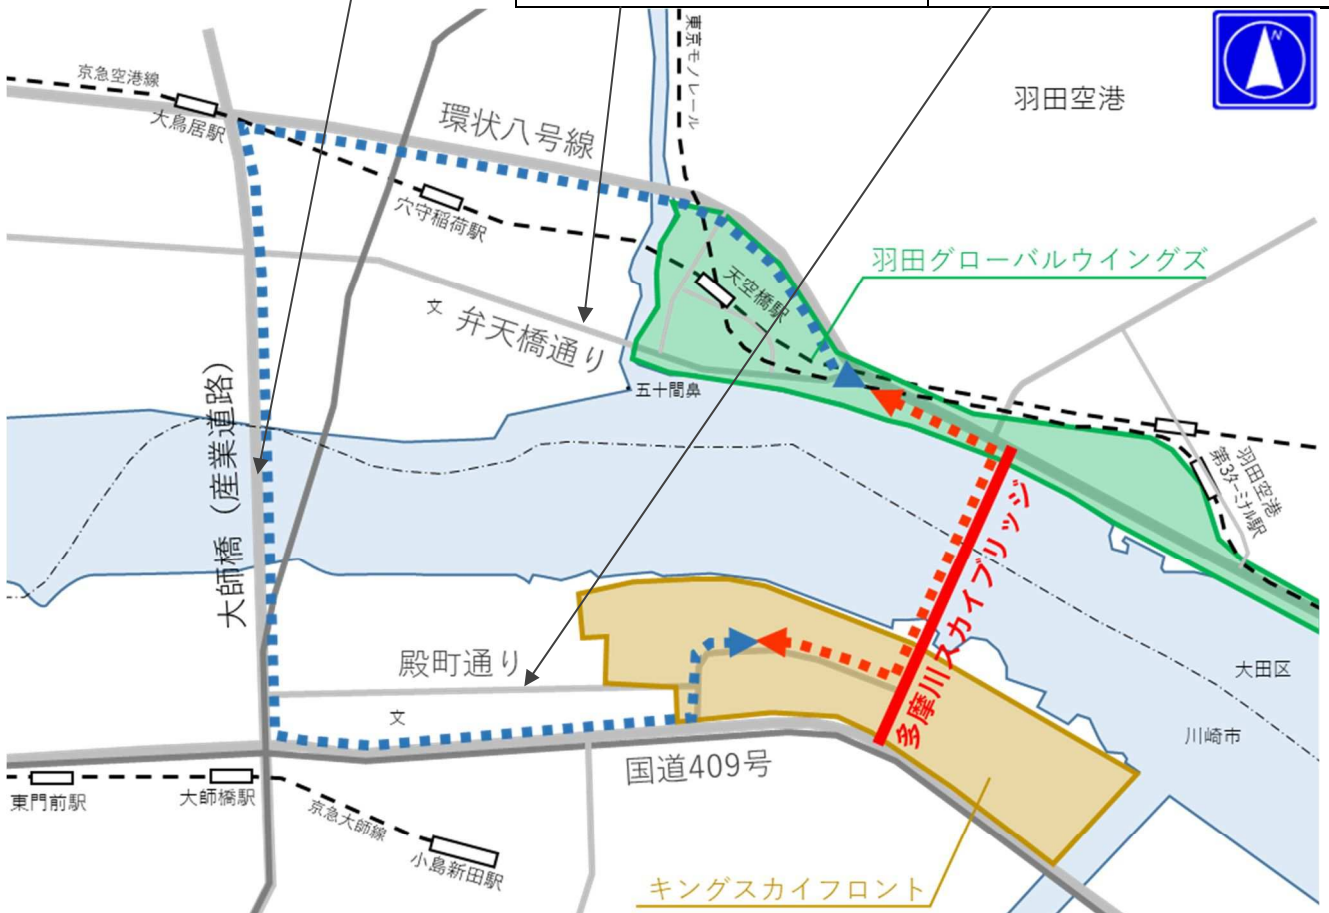 東京モノレール
N
羽田空港
京急空港線
大鳥居駅
環状八号線
穴守稲荷駅
羽田グローバルウイングズ
天空橋駅
文
弁天橋通り
五十間鼻
大師橋（産業道路）
羽田空港
第3ターミナル駅
多摩川スカイブリッジ
殿町通り
文
大田区
川崎市
国道409号
東門前駅
大師橋駅
京急大師線
小島新田駅
キングスカイフロント